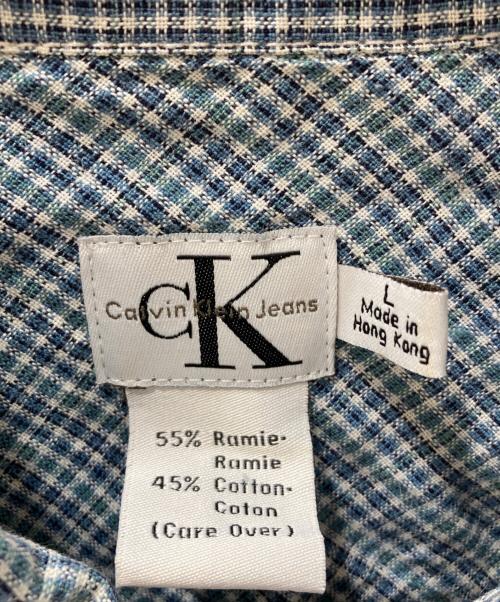 cK
Calvin Klein Jeans
L
Made in
Hong Kong
55% Ramie-
Ramie
45% Cotton-
Coton
(Care Over)